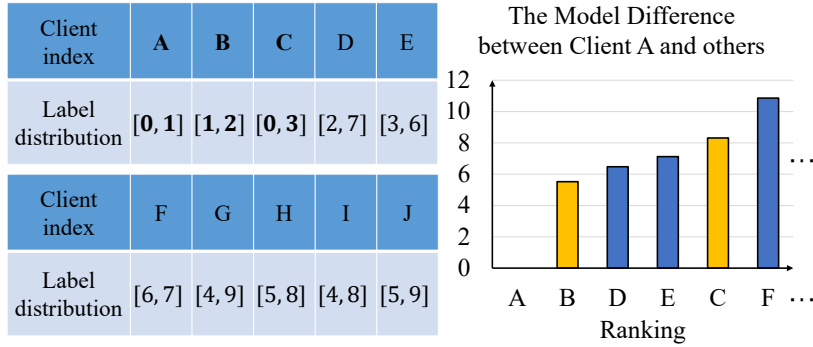 Client index A B C D E
Label distribution [0, 1] [1, 2] [0, 3] [2, 7] [3, 6]
Client index F G H I J
Label distribution [6, 7] [4, 9] [5, 8] [4, 8] [5, 9]
The Model Difference
between Client A and others
12
10
8
6
4
2
0
...
A B D E C F ...
Ranking